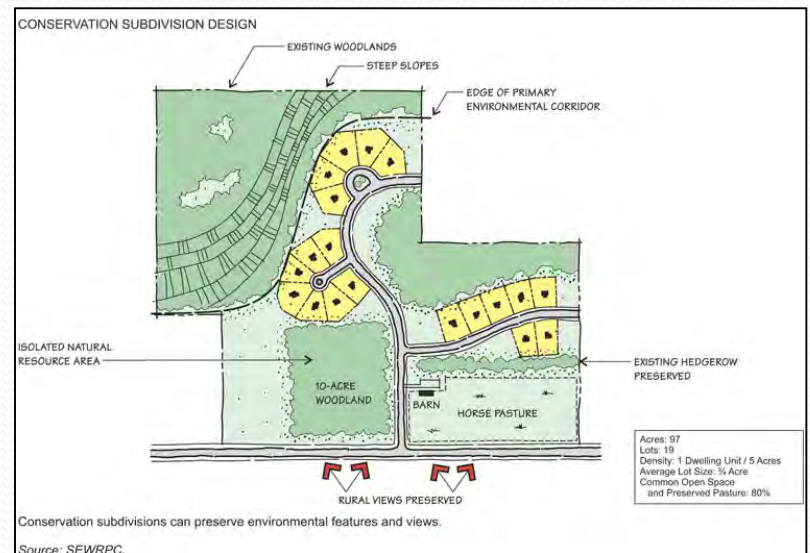 CONSERVATION SUBDIVISION DESIGN
EXISTING WOODLANDS
STEEP SLOPES
EDGE OF PRIMARY
ENVIRONMENTAL CORRIDOR
ISOLATED NATURAL
RESOURCE AREA
10-ACRE
WOODLAND
BARN
HORSE PASTURE
EXISTING HEDGEROW
PRESERVED
RURAL VIEWS PRESERVED
Acres: 97
Lots: 19
Density: 1 Dwelling Unit / 5 Acres
Average Lot Size: ¾ Acre
Common Open Space
and Preserved Pasture: 80%
Conservation subdivisions can preserve environmental features and views.
Source: SEWRPC.